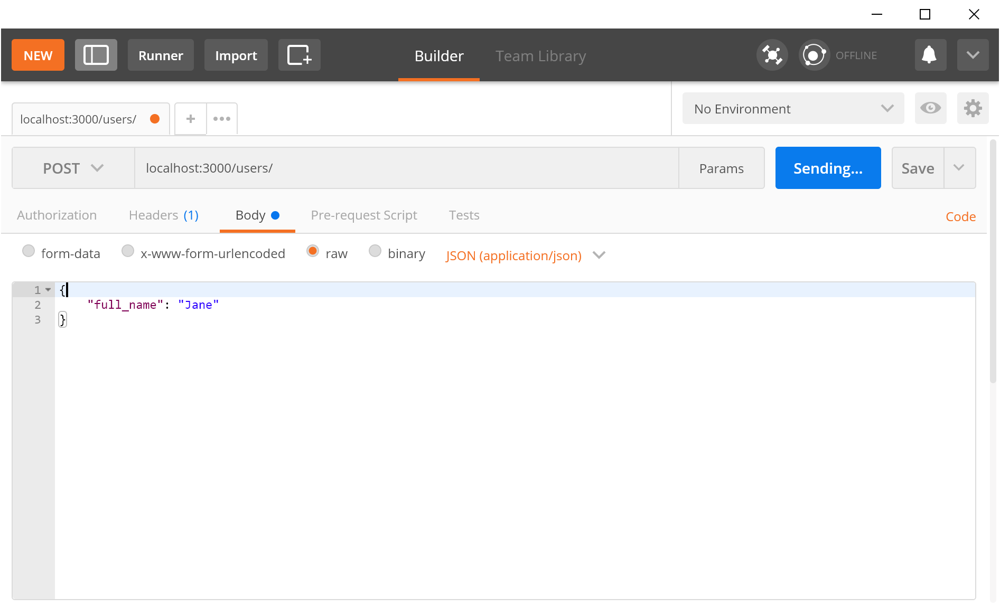 NEW Runner Import Builder Team Library OFFLINE
localhost:3000/users/ + ••• No Environment
POST localhost:3000/users/ Params Sending... Save
Authorization Headers (1) Body Pre-request Script Tests Code
form-data x-www-form-urlencoded raw binary JSON (application/json)
1 {
2 "full_name": "Jane"
3 }